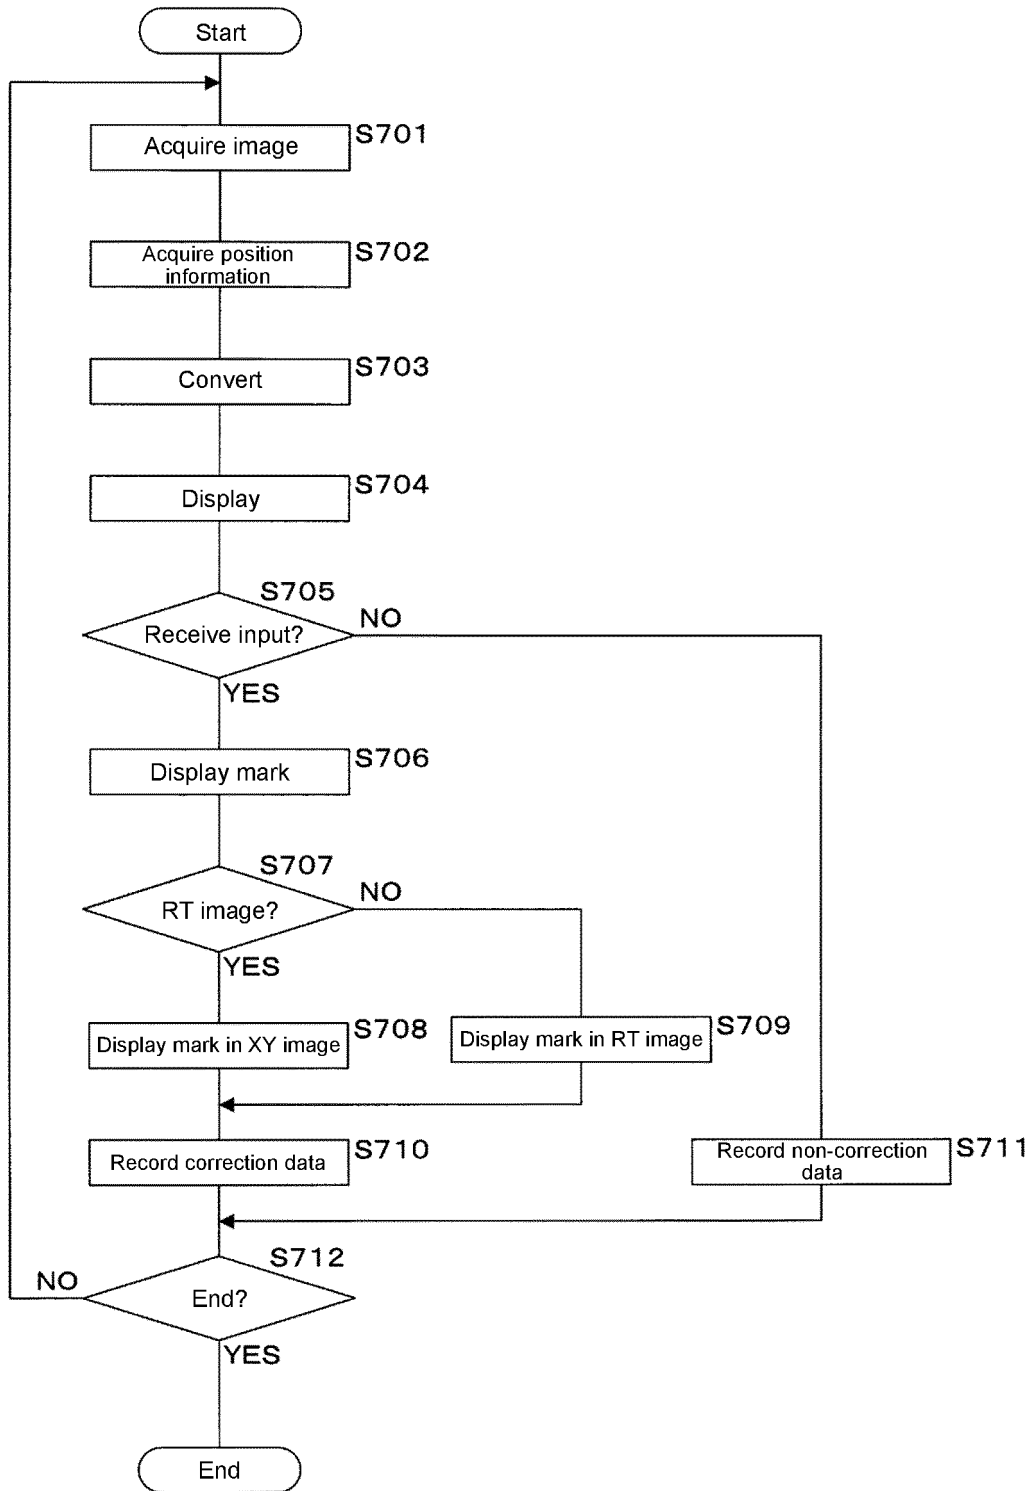 Start
S701
Acquire image
S702
Acquire position
information
S703
Convert
S704
Display
S705
Receive input?
NO
YES
S706
Display mark
S707
RT image?
NO
YES
S708
Display mark in XY image
S709
Display mark in RT image
S710
Record correction data
S711
Record non-correction
data
S712
End?
NO
YES
End